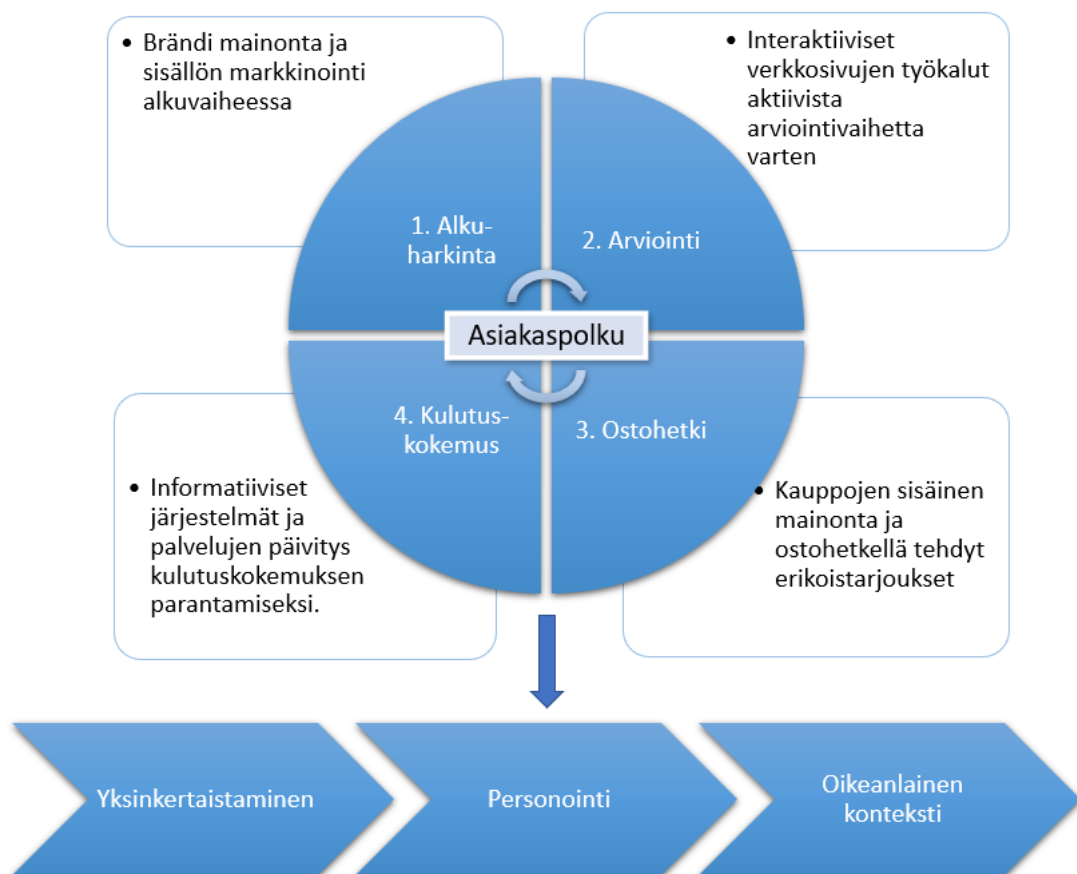 • Brändi mainonta ja
sisällön markkinointi
alkuvaiheessa
• Interaktiiviset
verkkosivujen työkalut
aktiivista
arviointivaihetta
varten
1. Alku-
harkinta
2. Arviointi
Asiakaspolku
4. Kulutus-
kokemus
3. Ostohetki
• Informatiiviset
järjestelmät ja
palvelujen päivitys
kulutuskokemuksen
parantamiseksi.
• Kauppojen sisäinen
mainonta ja
ostohetkellä tehdyt
erikoistarjoukset
Yksinkertaistaminen
Personointi
Oikeanlainen
konteksti